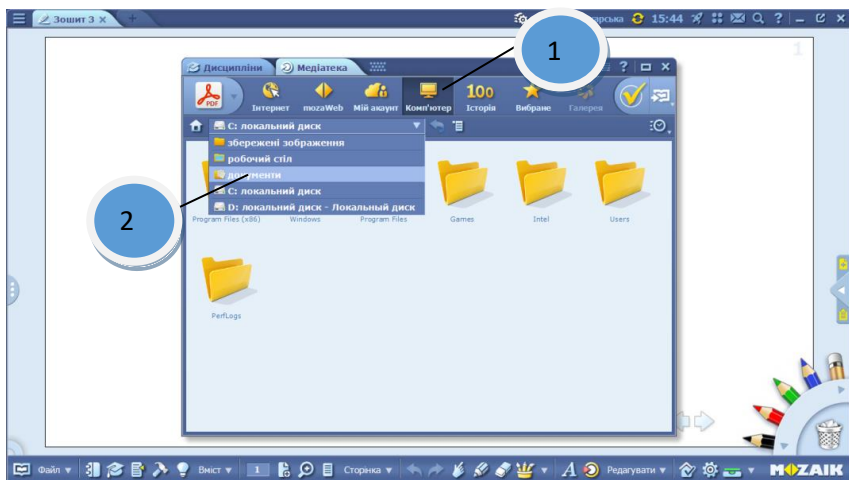 Зошит 3
15:44
1
1
Дисципліни
Медіатека
PDF
Інтернет
mozaWeb
Мій акаунт
Комп'ютер
100
Історія
Вибране
Галерея
C: локальний диск
збережені зображення
робочий стіл
документи
C: локальний диск
D: локальний диск - Локальный диск
2
Program Files (x86)
Windows
Program Files
Games
Intel
Users
PerfLogs
Файл
Вміст
1
Сторінка
Редагувати
MOZAIK